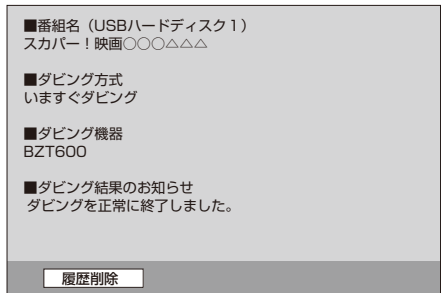 ■番組名（USBハードディスク1）
スカパー！映画○○○△△△
■ダビング方式
いますぐダビング
■ダビング機器
BZT600
■ダビング結果のお知らせ
ダビングを正常に終了しました。
履歴削除